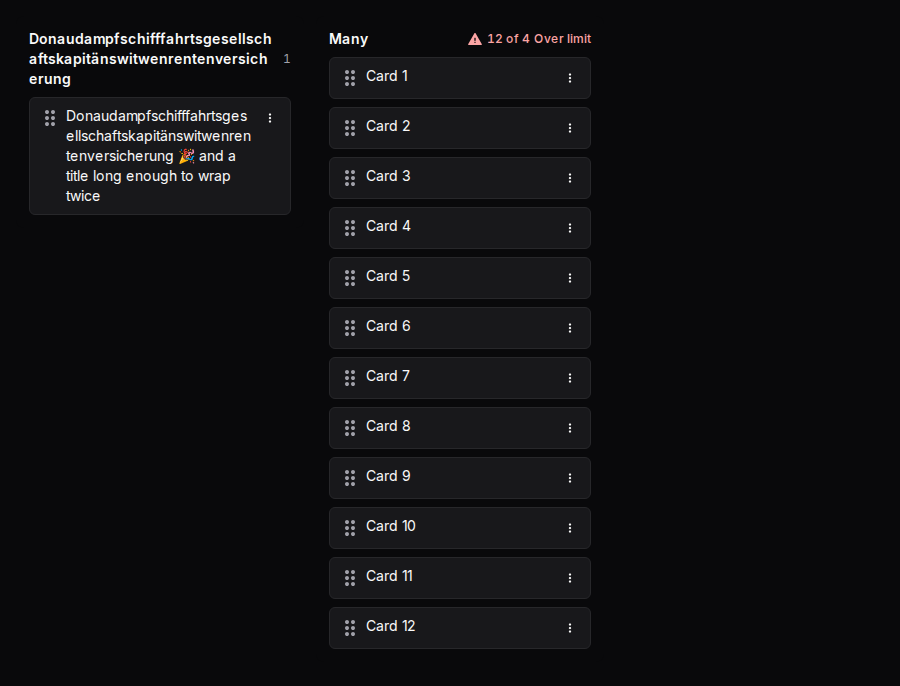 Donaudampfschifffahrtsgesellsch
aftskapitänswitwenrentenversich
erung
1
Donaudampfschifffahrtsges
ellschaftskapitänswitwenren
tenversicherung 🎉 and a
title long enough to wrap
twice
Many
12 of 4 Over limit
Card 1
Card 2
Card 3
Card 4
Card 5
Card 6
Card 7
Card 8
Card 9
Card 10
Card 11
Card 12